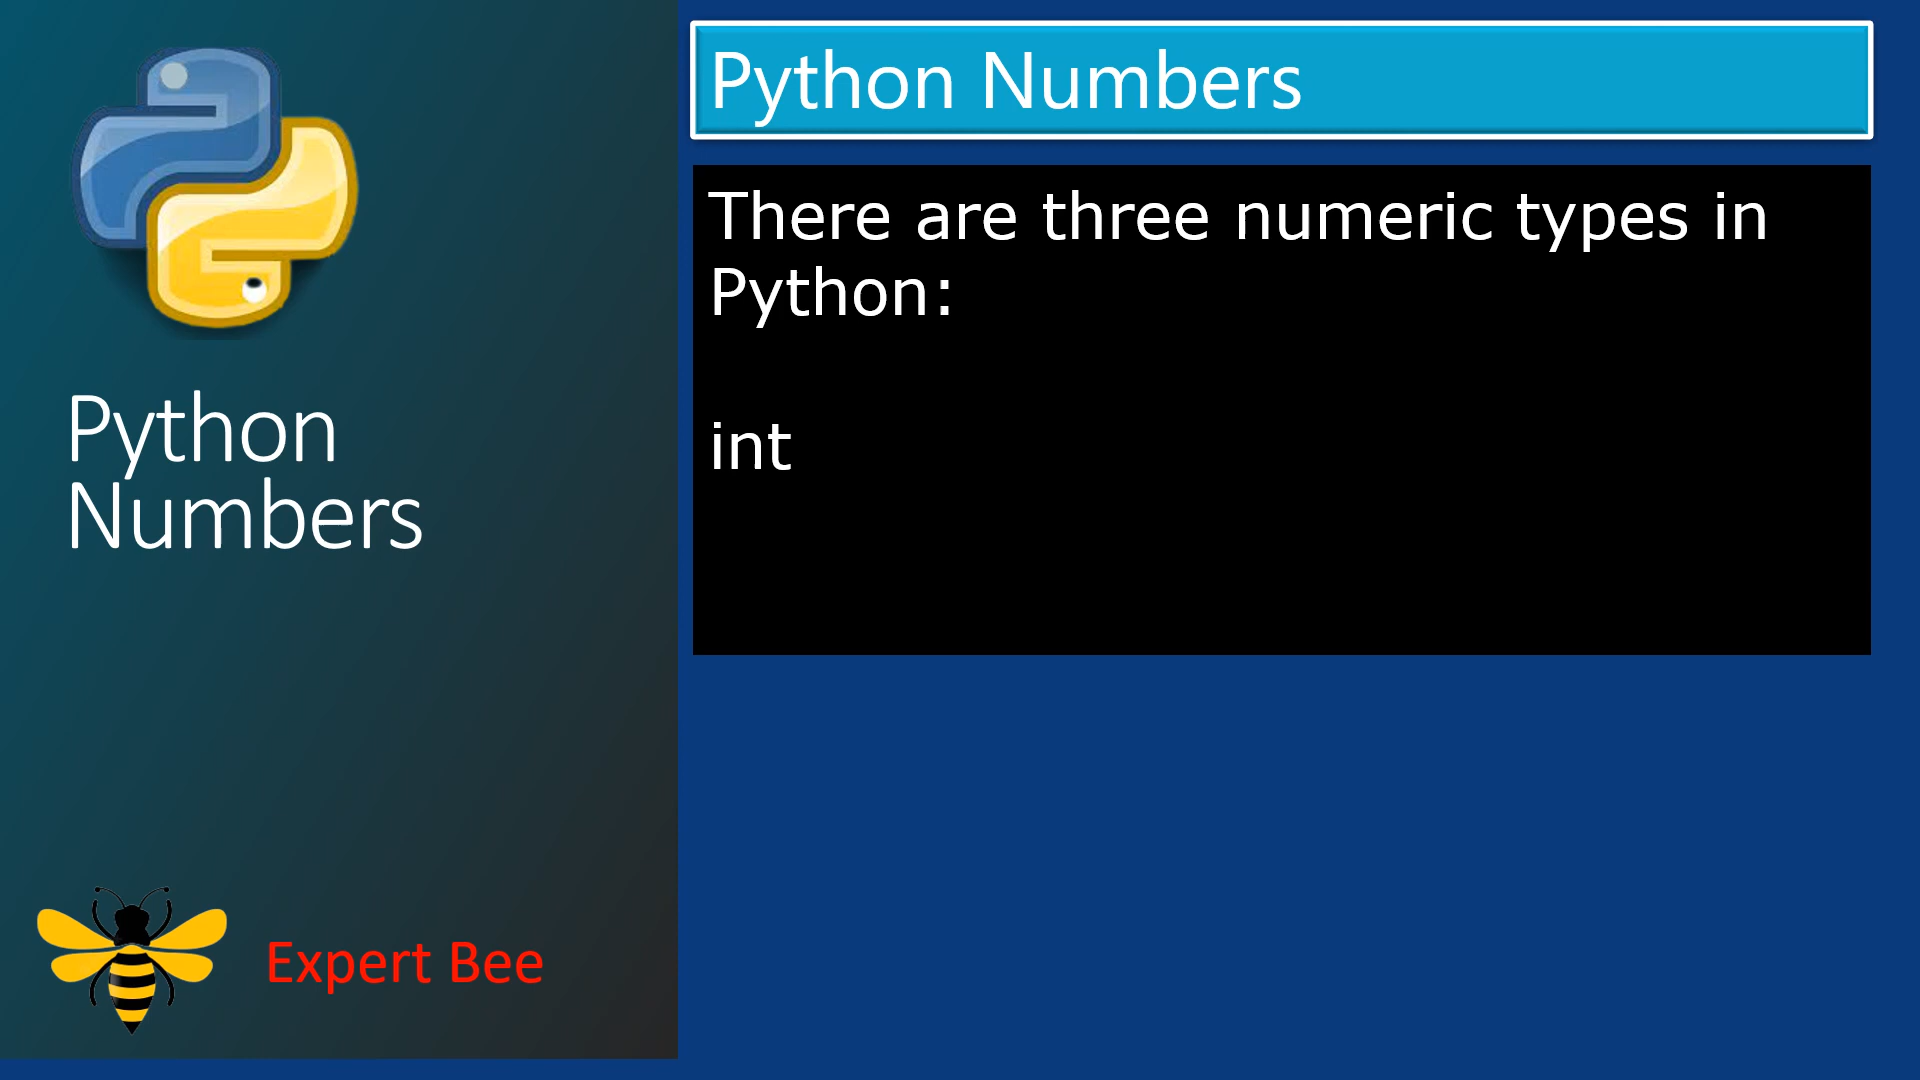 Python
Numbers
Expert Bee
Python Numbers
There are three numeric types in
Python:
int